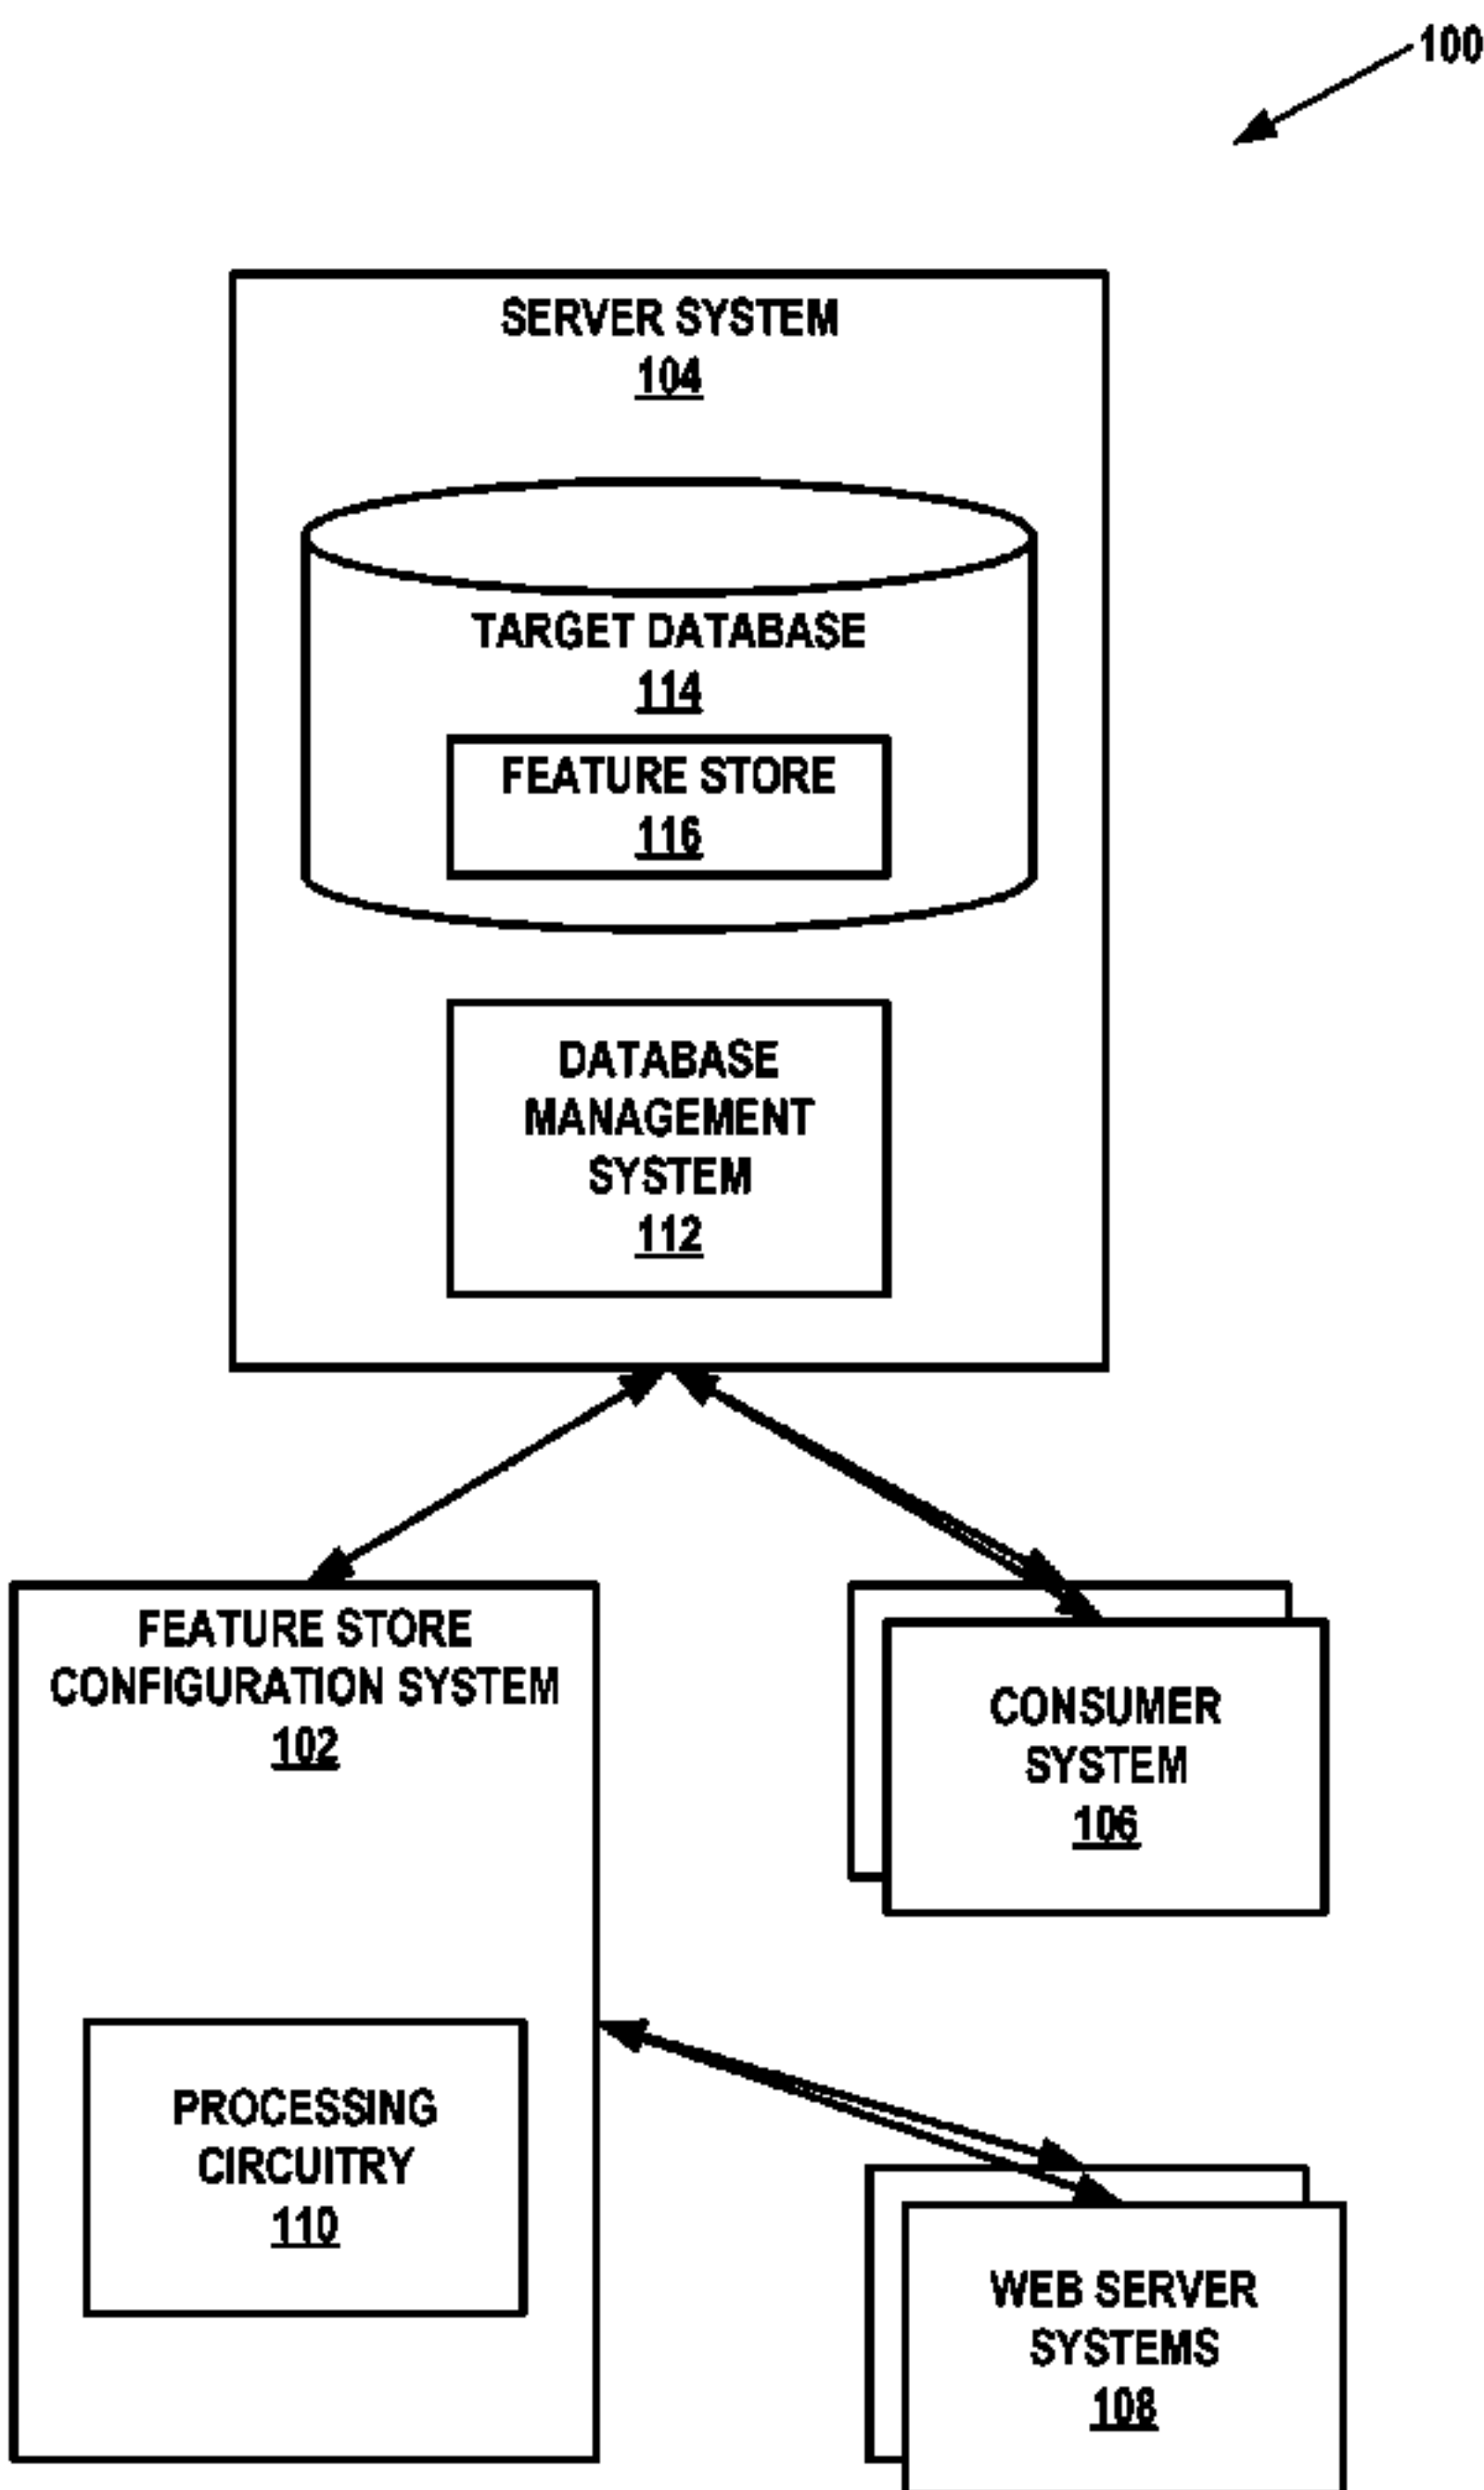 100
SERVER SYSTEM
104
TARGET DATABASE
114
FEATURE STORE
116
DATABASE
MANAGEMENT
SYSTEM
112
FEATURE STORE
CONFIGURATION SYSTEM
102
CONSUMER
SYSTEM
106
PROCESSING
CIRCUITRY
110
WEB SERVER
SYSTEMS
108